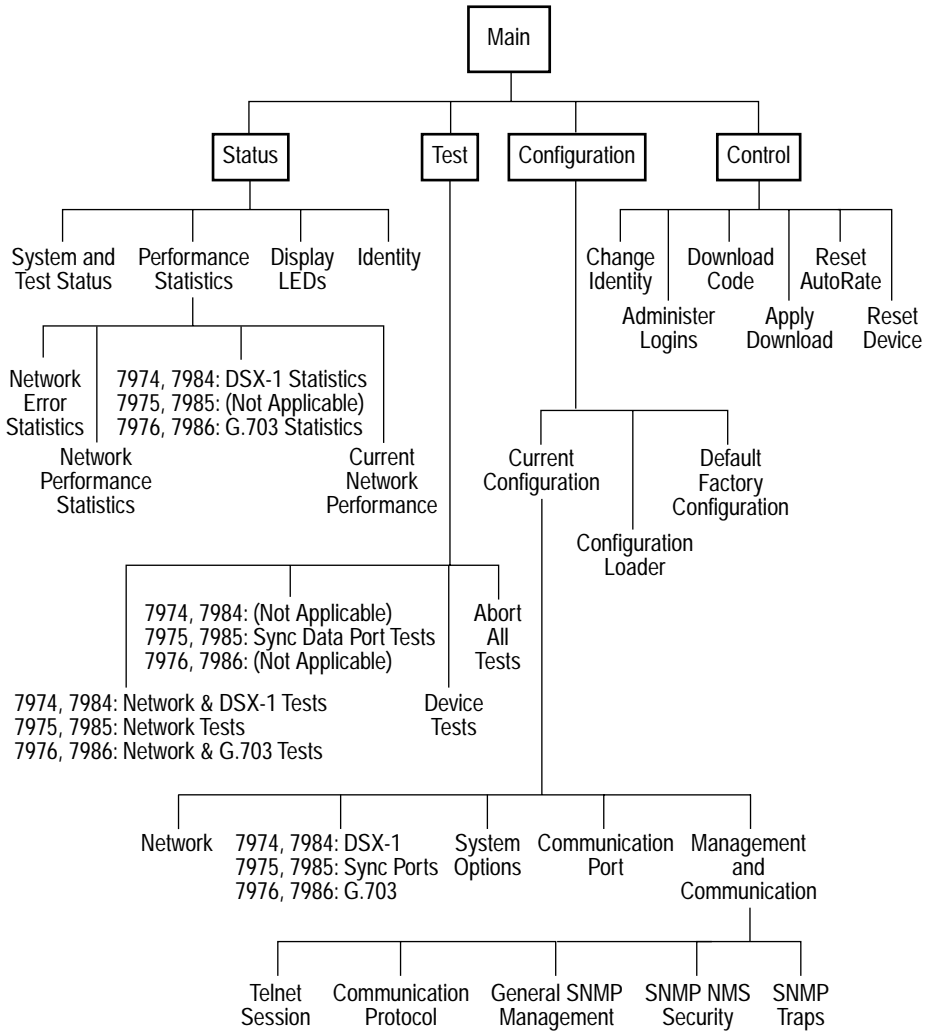 Main
Status
Test
Configuration
Control
System and
Test Status
Performance
Statistics
Display
LEDs
Identity
Change
Identity
Administer
Logins
Download
Code
Apply
Download
Reset
AutoRate
Reset
Device
Network
Error
Statistics
Network
Performance
Statistics
7974, 7984: DSX-1 Statistics
7975, 7985: (Not Applicable)
7976, 7986: G.703 Statistics
Current
Network
Performance
Current
Configuration
Configuration
Loader
Default
Factory
Configuration
7974, 7984: Network & DSX-1 Tests
7975, 7985: Network Tests
7976, 7986: Network & G.703 Tests
7974, 7984: (Not Applicable)
7975, 7985: Sync Data Port Tests
7976, 7986: (Not Applicable)
Device
Tests
Abort
All
Tests
Network
7974, 7984: DSX-1
7975, 7985: Sync Ports
7976, 7986: G.703
System
Options
Communication
Port
Management
and
Communication
Telnet
Session
Communication
Protocol
General SNMP
Management
SNMP NMS
Security
SNMP
Traps